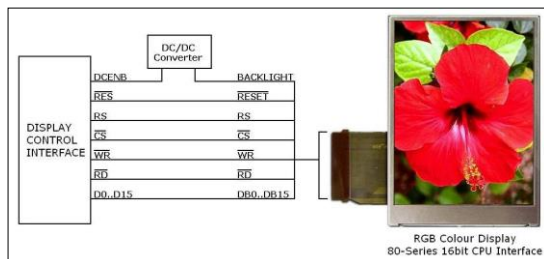 DC/DC
Converter
DCENB BACKLIGHT
RES RESET
RS RS
CS CS
WR WR
RD RD
D0..D15 DB0..DB15
DISPLAY
CONTROL
INTERFACE
RGB Colour Display
80-Series 16bit CPU Interface